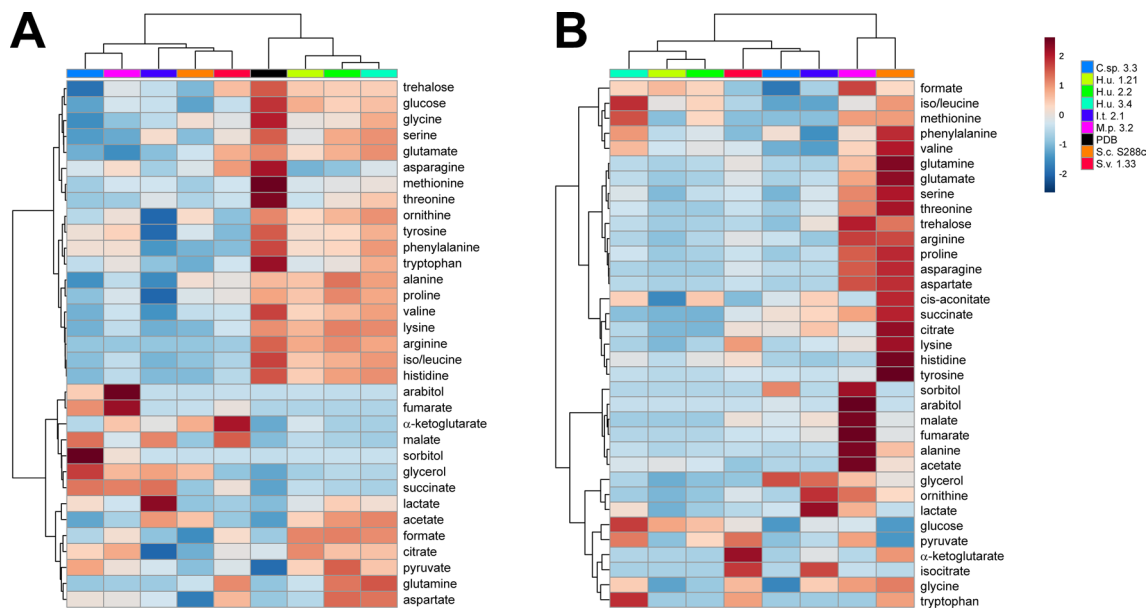 A
trehalose
glucose
glycine
serine
glutamate
asparagine
methionine
threonine
ornithine
tyrosine
phenylalanine
tryptophan
alanine
proline
valine
lysine
arginine
iso/leucine
histidine
arabitol
fumarate
α-ketoglutarate
malate
sorbitol
glycerol
succinate
lactate
acetate
formate
citrate
pyruvate
glutamine
aspartate
B
formate
iso/leucine
methionine
phenylalanine
valine
glutamine
glutamate
serine
threonine
trehalose
arginine
proline
asparagine
aspartate
cis-aconitate
succinate
citrate
lysine
histidine
tyrosine
sorbitol
arabitol
malate
fumarate
alanine
acetate
glycerol
ornithine
lactate
glucose
pyruvate
α-ketoglutarate
isocitrate
glycine
tryptophan
2
1
0
-1
-2
C.sp. 3.3
H.u. 1.21
H.u. 2.2
H.u. 3.4
I.t. 2.1
M.p. 3.2
PDB
S.c. S288c
S.v. 1.33